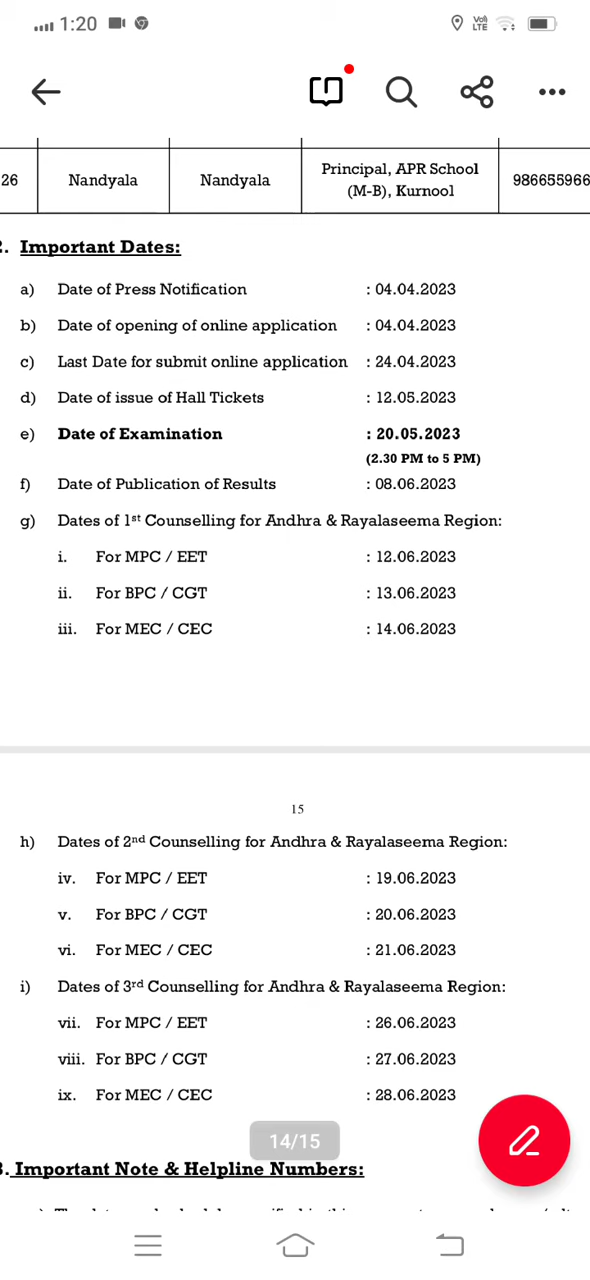 1:20
Vo)) LTE
26 Nandyala Nandyala Principal, APR School (M-B), Kurnool 986655966
. Important Dates:
a) Date of Press Notification : 04.04.2023
b) Date of opening of online application : 04.04.2023
c) Last Date for submit online application : 24.04.2023
d) Date of issue of Hall Tickets : 12.05.2023
e) Date of Examination : 20.05.2023
(2.30 PM to 5 PM)
f) Date of Publication of Results : 08.06.2023
g) Dates of 1st Counselling for Andhra & Rayalaseema Region:
i. For MPC / EET : 12.06.2023
ii. For BPC / CGT : 13.06.2023
iii. For MEC / CEC : 14.06.2023
15
h) Dates of 2nd Counselling for Andhra & Rayalaseema Region:
iv. For MPC / EET : 19.06.2023
v. For BPC / CGT : 20.06.2023
vi. For MEC / CEC : 21.06.2023
i) Dates of 3rd Counselling for Andhra & Rayalaseema Region:
vii. For MPC / EET : 26.06.2023
viii. For BPC / CGT : 27.06.2023
ix. For MEC / CEC : 28.06.2023
14/15
. Important Note & Helpline Numbers: